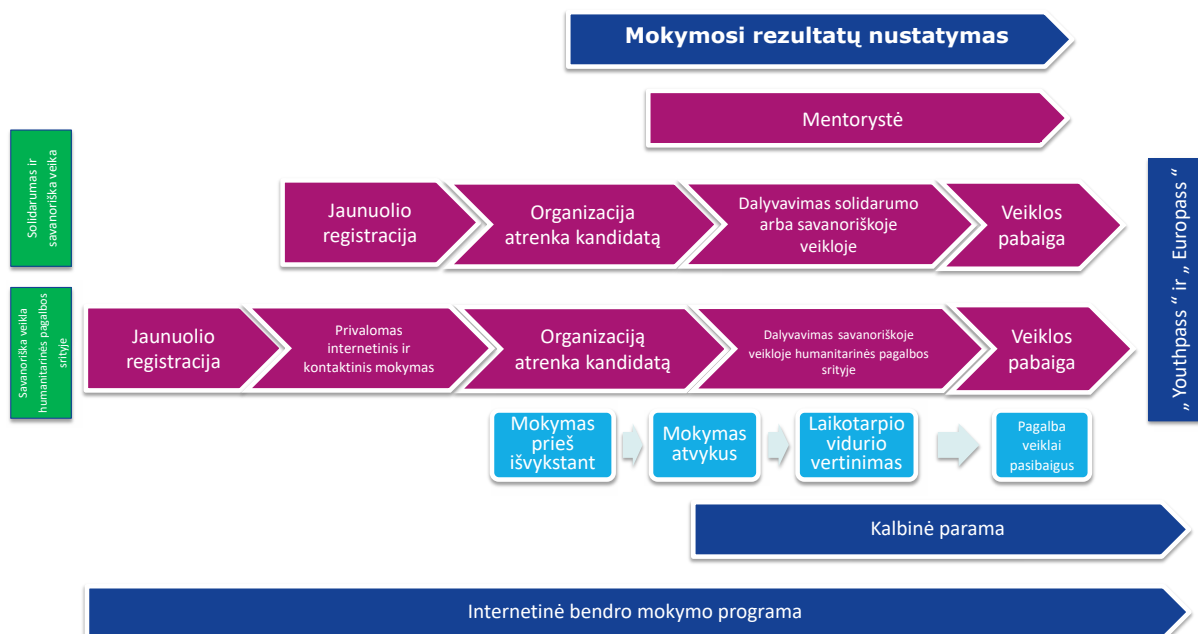 Mokymosi rezultatų nustatymas
Mentorystė
Solidarumas ir
savanoriška veika
Jaunuolio
registracija
Organizacija
atrenka kandidatą
Dalyvavimas solidarumo
arba savanoriškoje
veikloje
Veiklos
pabaiga
„ Youthpass “ ir „ Europass “
Savanoriška veikla
humanitarinės pagalbos
srityje
Jaunuolio
registracija
Privalomas
internetinis ir
kontaktinis mokymas
Organizaciją
atrenka kandidatą
Dalyvavimas savanoriškoje
veikloje humanitarinės pagalbos
srityje
Veiklos
pabaiga
Mokymas
prieš
išvykstant
Mokymas
atvykus
Laikotarpio
vidurio
vertinimas
Pagalba
veiklai
pasibaigus
Kalbinė parama
Internetinė bendro mokymo programa